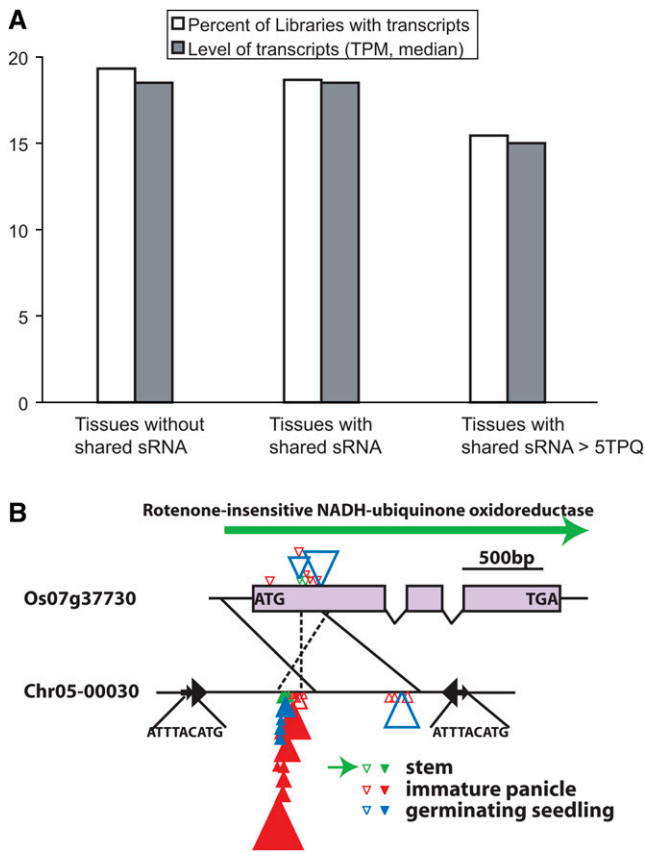 A
Percent of Libraries with transcripts
Level of transcripts (TPM, median)
20
15
10
5
0
Tissues without
shared sRNA
Tissues with
shared sRNA
Tissues with
shared sRNA > 5TPQ
B
Rotenone-insensitive NADH-ubiquinone oxidoreductase
500bp
Os07g37730
ATG
TGA
Chr05-00030
ATTTACATG
ATTTACATG
stem
immature panicle
germinating seedling